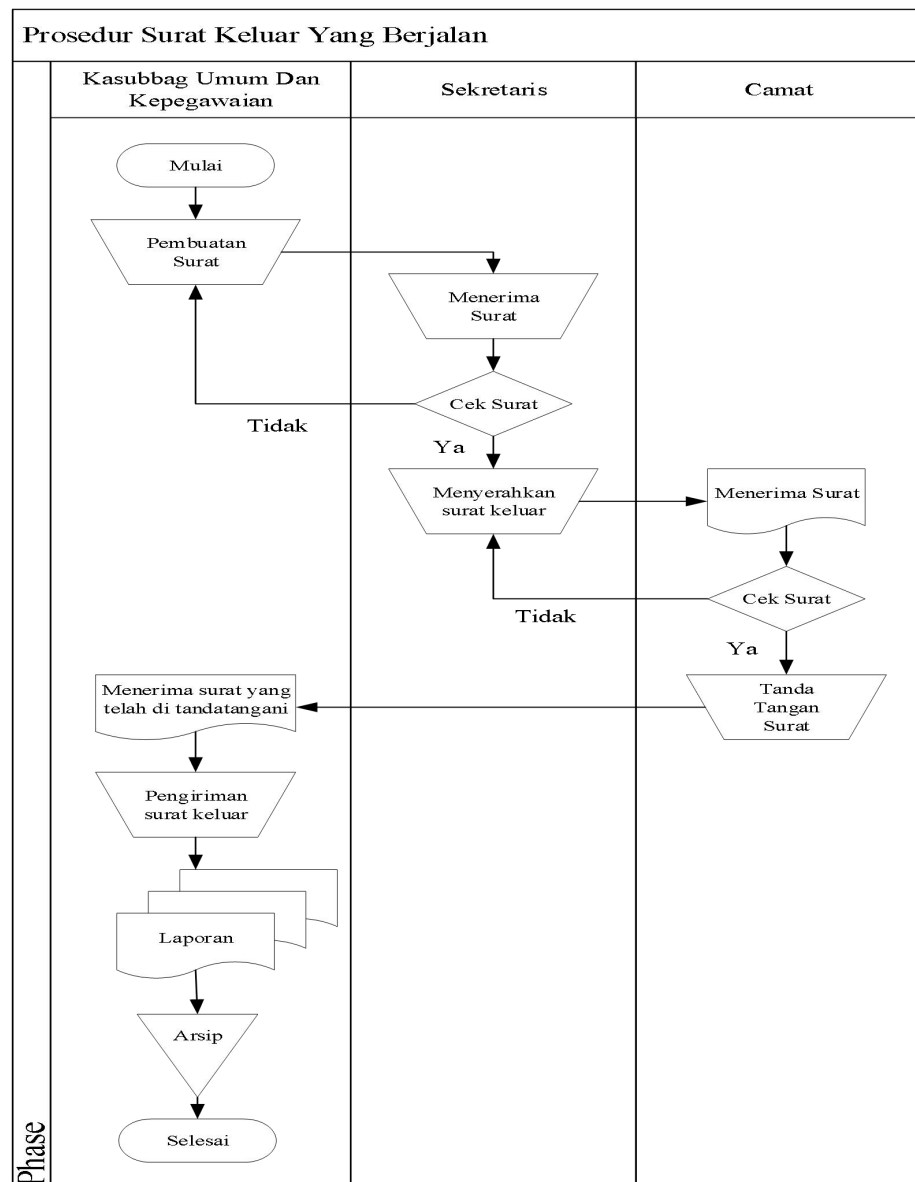 Prosedur Surat Keluar Yang Berjalan
Kasubbag Umum Dan
Kepegawaian
Sekretaris
Camat
Mulai
Pembuatan
Surat
Menerima
Surat
Cek Surat
Tidak
Ya
Menyerahkan
surat keluar
Menerima Surat
Cek Surat
Tidak
Ya
Tanda
Tangan
Surat
Menerima surat yang
telah di tandatangani
Pengiriman
surat keluar
Laporan
Arsip
Selesai
Phase